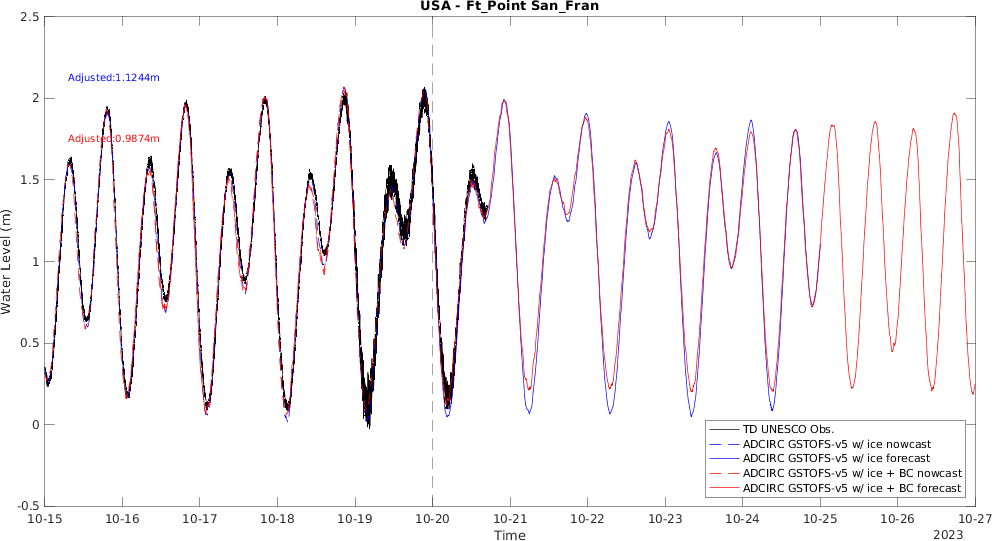 USA - Ft_Point San_Fran
2.5
2
1.5
1
0.5
0
-0.5
Water Level (m)
Adjusted:1.1244m
Adjusted:0.9874m
TD UNESCO Obs.
ADCIRC GSTOFS-v5 w/ ice nowcast
ADCIRC GSTOFS-v5 w/ ice forecast
ADCIRC GSTOFS-v5 w/ ice + BC nowcast
ADCIRC GSTOFS-v5 w/ ice + BC forecast
10-15 10-16 10-17 10-18 10-19 10-20 10-21 10-22 10-23 10-24 10-25 10-26 10-27
Time
2023